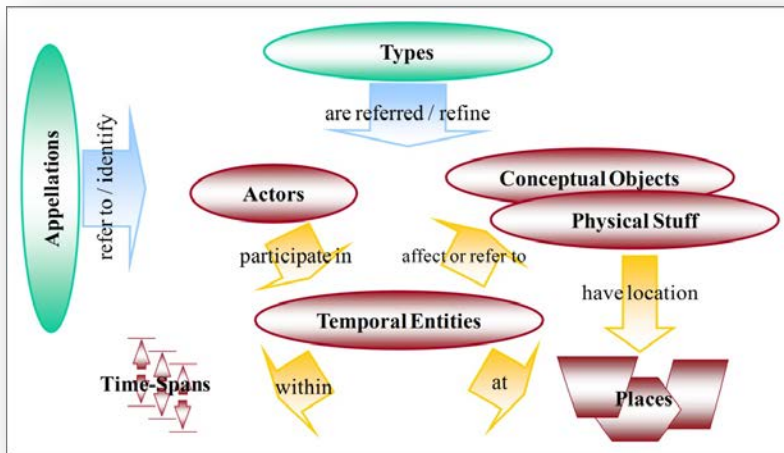 Types
are referred / refine
Appellations
refer to / identify
Conceptual Objects
Actors
Physical Stuff
participate in
affect or refer to
have location
Temporal Entities
Time-Spans
within
at
Places